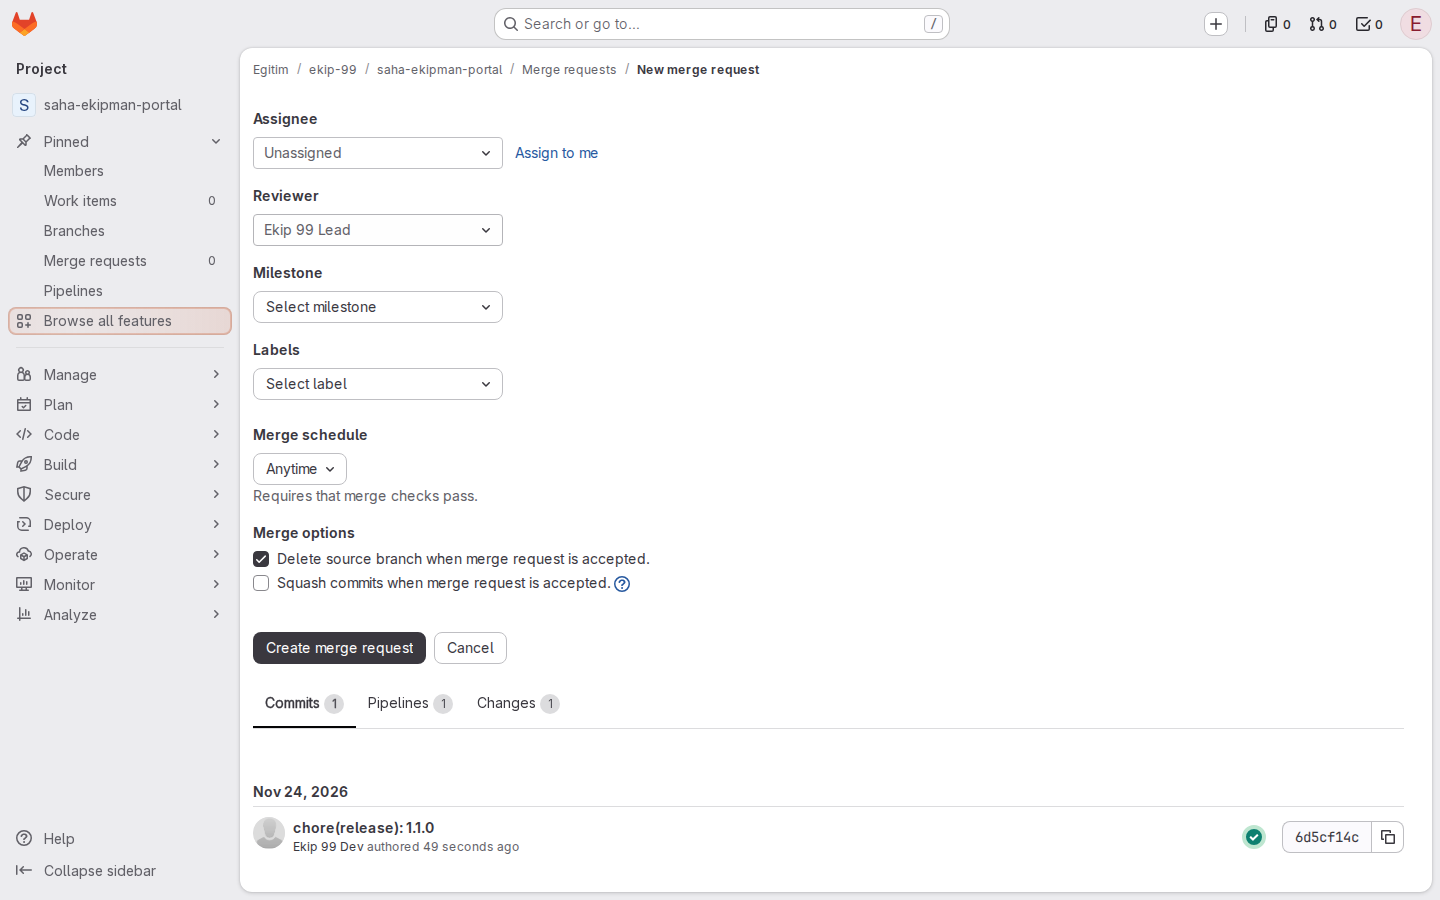 Search or go to...
/
0
0
0
E
Project
S saha-ekipman-portal
Pinned
Members
Work items 0
Branches
Merge requests 0
Pipelines
Browse all features
Manage
Plan
Code
Build
Secure
Deploy
Operate
Monitor
Analyze
Help
Collapse sidebar
Egitim / ekip-99 / saha-ekipman-portal / Merge requests / New merge request
Assignee
Unassigned
Assign to me
Reviewer
Ekip 99 Lead
Milestone
Select milestone
Labels
Select label
Merge schedule
Anytime
Requires that merge checks pass.
Merge options
Delete source branch when merge request is accepted.
Squash commits when merge request is accepted.
Create merge request
Cancel
Commits 1
Pipelines 1
Changes 1
Nov 24, 2026
chore(release): 1.1.0
Ekip 99 Dev authored 49 seconds ago
6d5cf14c